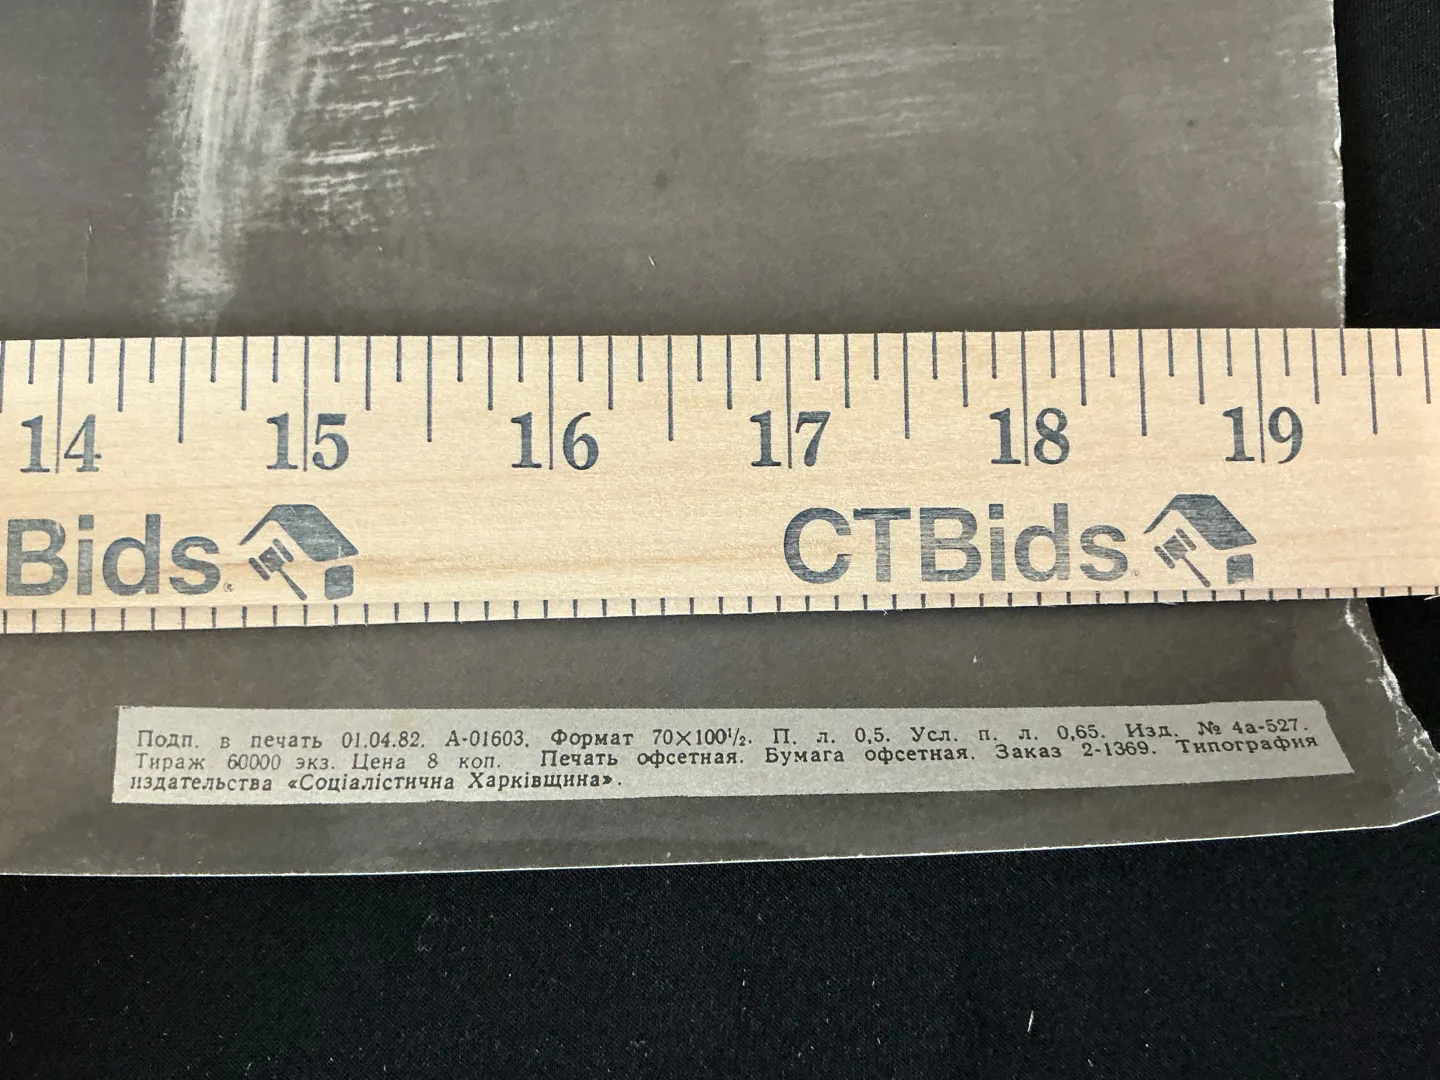 14 15 16 17 18 19
Bids CTBids
Подп. в печать 01.04.82. А-01603. Формат 70×100¹/₂. П. л. 0,5. Усл. п. л. 0,65. Изд. № 4а-527.
Тираж 60000 экз. Цена 8 коп. Печать офсетная. Бумага офсетная. Заказ 2-1369. Типография
издательства «Соціалістична Харківщина».